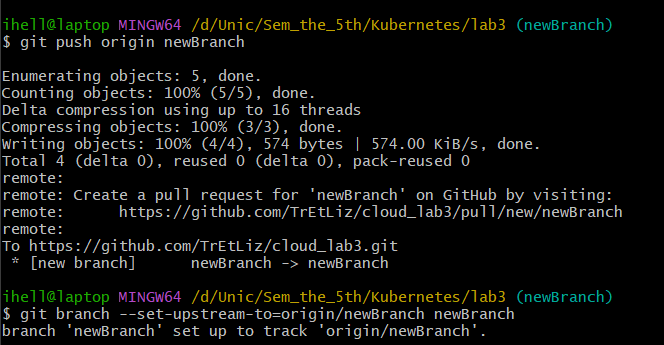 ihell@laptop MINGW64 /d/Unic/Sem_the_5th/Kubernetes/lab3 (newBranch)
$ git push origin newBranch
Enumerating objects: 5, done.
Counting objects: 100% (5/5), done.
Delta compression using up to 16 threads
Compressing objects: 100% (3/3), done.
Writing objects: 100% (4/4), 574 bytes | 574.00 KiB/s, done.
Total 4 (delta 0), reused 0 (delta 0), pack-reused 0
remote:
remote: Create a pull request for 'newBranch' on GitHub by visiting:
remote:      https://github.com/TrEtLiz/cloud_lab3/pull/new/newBranch
remote:
To https://github.com/TrEtLiz/cloud_lab3.git
 * [new branch]      newBranch -> newBranch
ihell@laptop MINGW64 /d/Unic/Sem_the_5th/Kubernetes/lab3 (newBranch)
$ git branch --set-upstream-to=origin/newBranch newBranch
branch 'newBranch' set up to track 'origin/newBranch'.